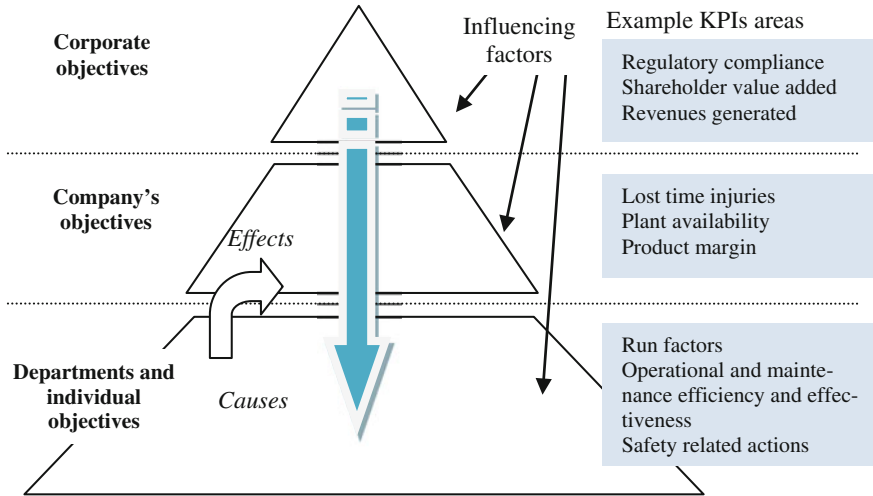 Corporate
objectives
Influencing
factors
Example KPIs areas
Regulatory compliance
Shareholder value added
Revenues generated
Company's
objectives
Effects
Lost time injuries
Plant availability
Product margin
Departments and
individual
objectives
Causes
Run factors
Operational and mainte-
nance efficiency and effec-
tiveness
Safety related actions